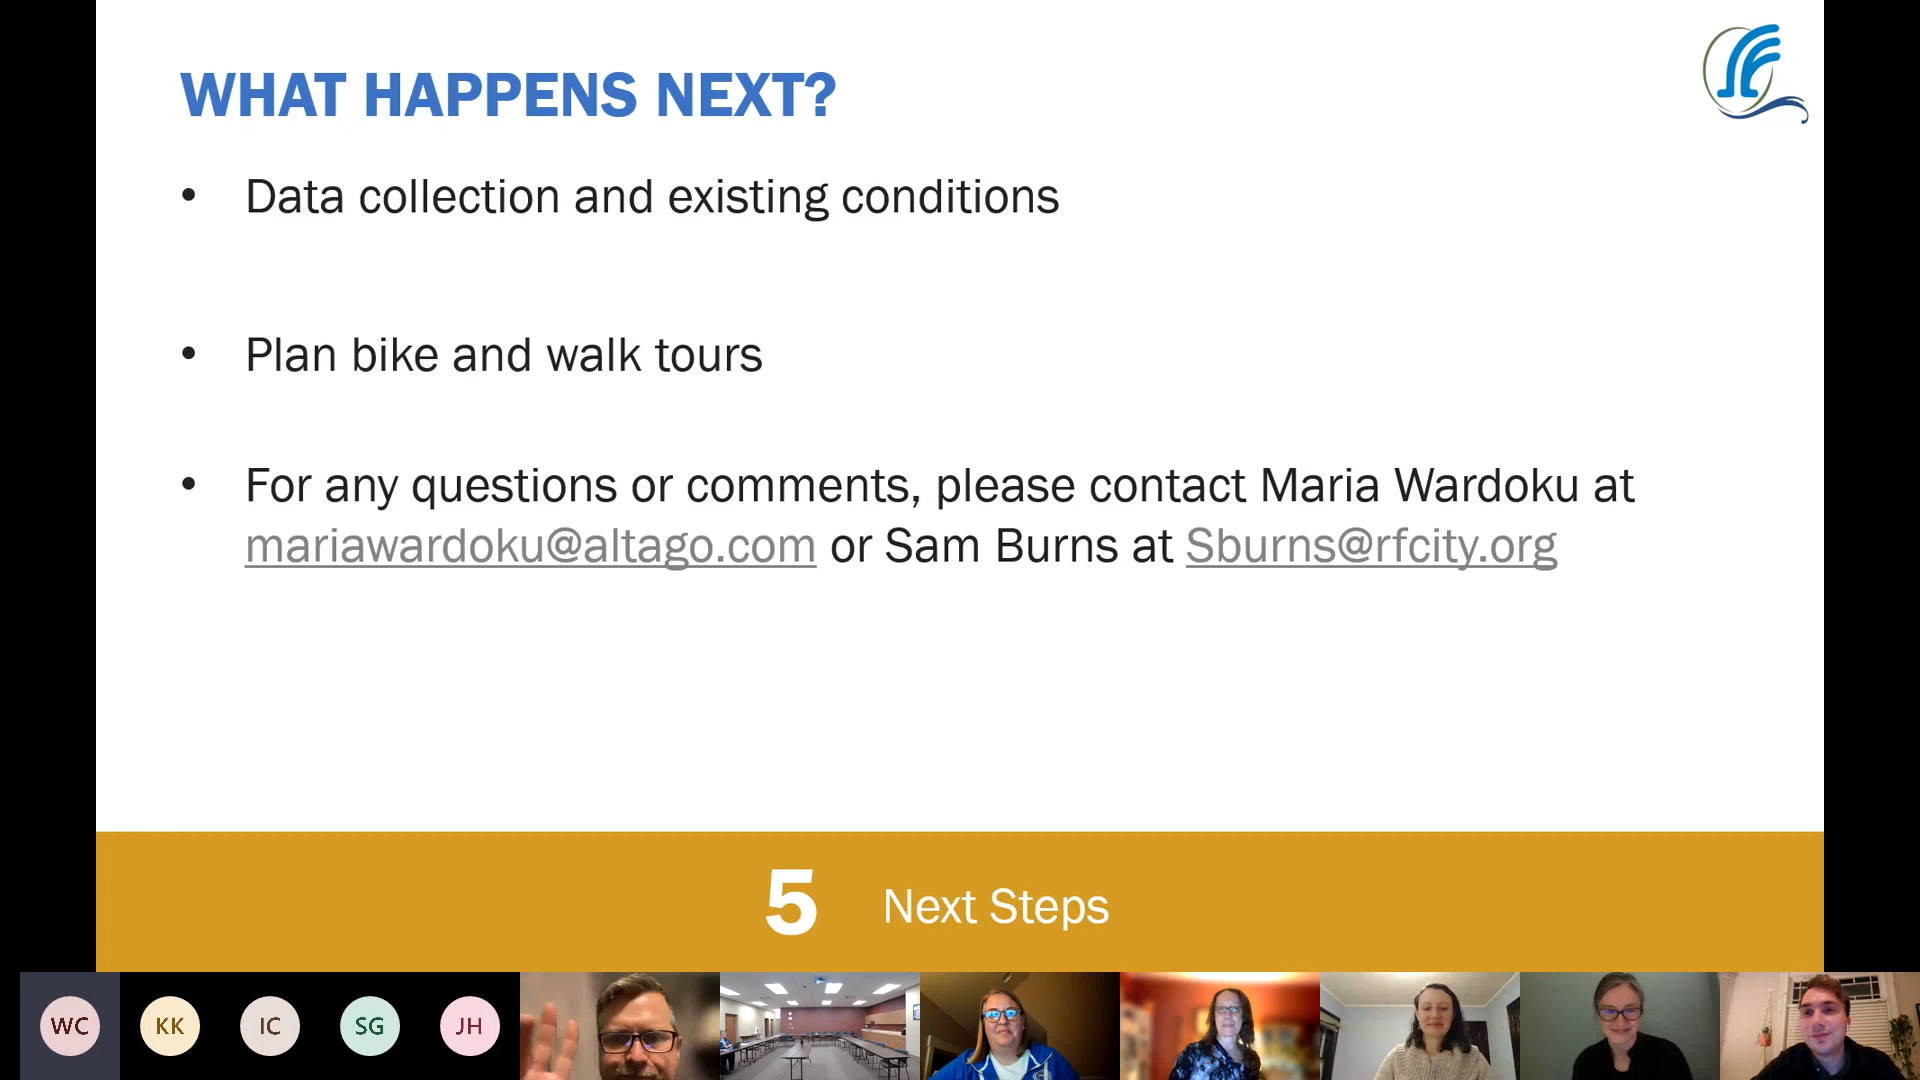 WHAT HAPPENS NEXT?
• Data collection and existing conditions
• Plan bike and walk tours
• For any questions or comments, please contact Maria Wardoku at
mariawardoku@altago.com or Sam Burns at Sburns@rfcity.org
5 Next Steps
WC KK IC SG JH